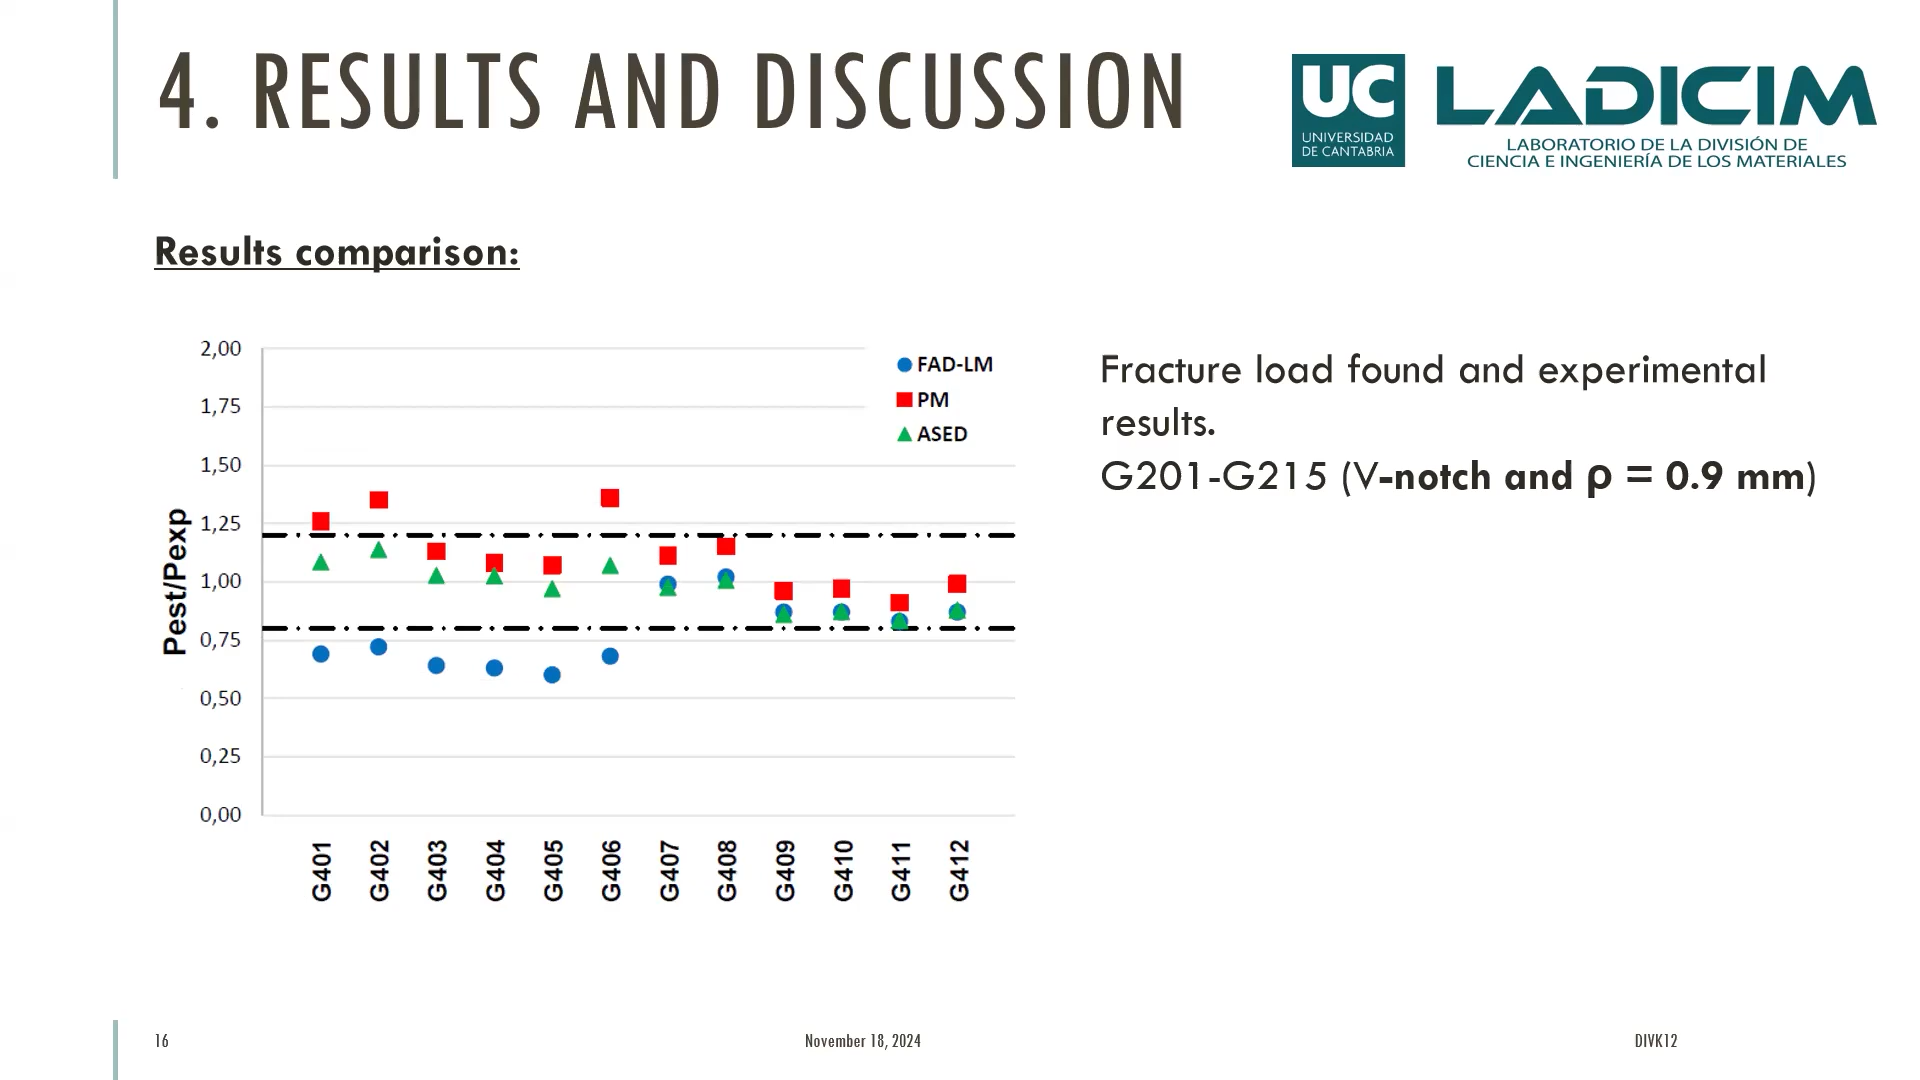 4. RESULTS AND DISCUSSION
UC
UNIVERSIDAD
DE CANTABRIA
LADICIM
LABORATORIO DE LA DIVISIÓN DE
CIENCIA E INGENIERÍA DE LOS MATERIALES
Results comparison:
2,00
1,75
1,50
1,25
1,00
0,75
0,50
0,25
0,00
Pest/Pexp
FAD-LM
PM
ASED
G401
G402
G403
G404
G405
G406
G407
G408
G409
G410
G411
G412
Fracture load found and experimental
results.
G201-G215 (V-notch and ρ = 0.9 mm)
16
November 18, 2024
DIVK12